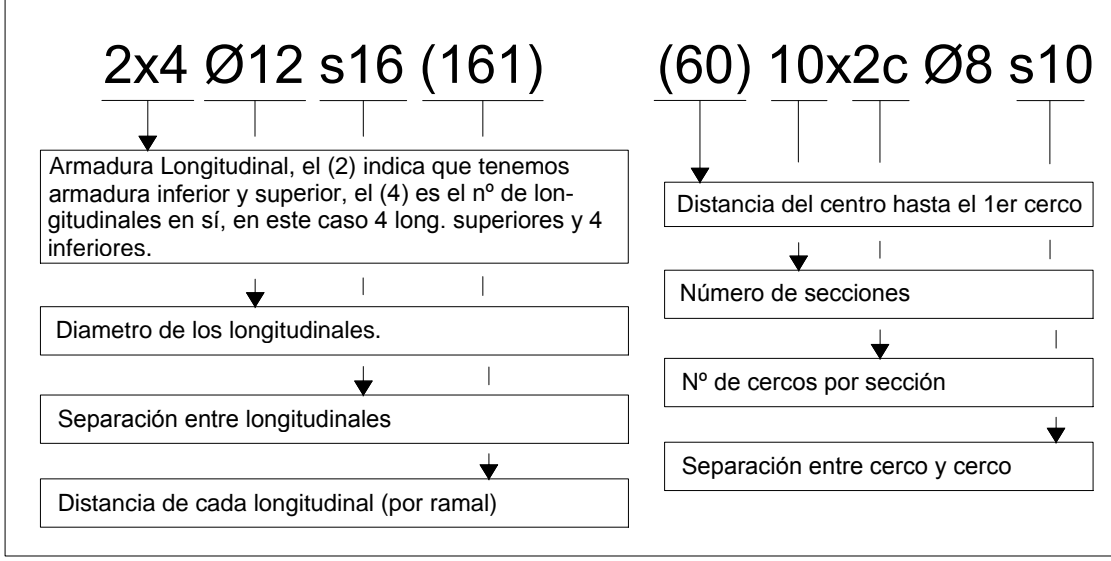 2x4 Ø12 s16 (161)
Armadura Longitudinal, el (2) indica que tenemos
armadura inferior y superior, el (4) es el nº de lon-
gitudinales en sí, en este caso 4 long. superiores y 4
inferiores.
Diametro de los longitudinales.
Separación entre longitudinales
Distancia de cada longitudinal (por ramal)
(60) 10x2c Ø8 s10
Distancia del centro hasta el 1er cerco
Número de secciones
Nº de cercos por sección
Separación entre cerco y cerco